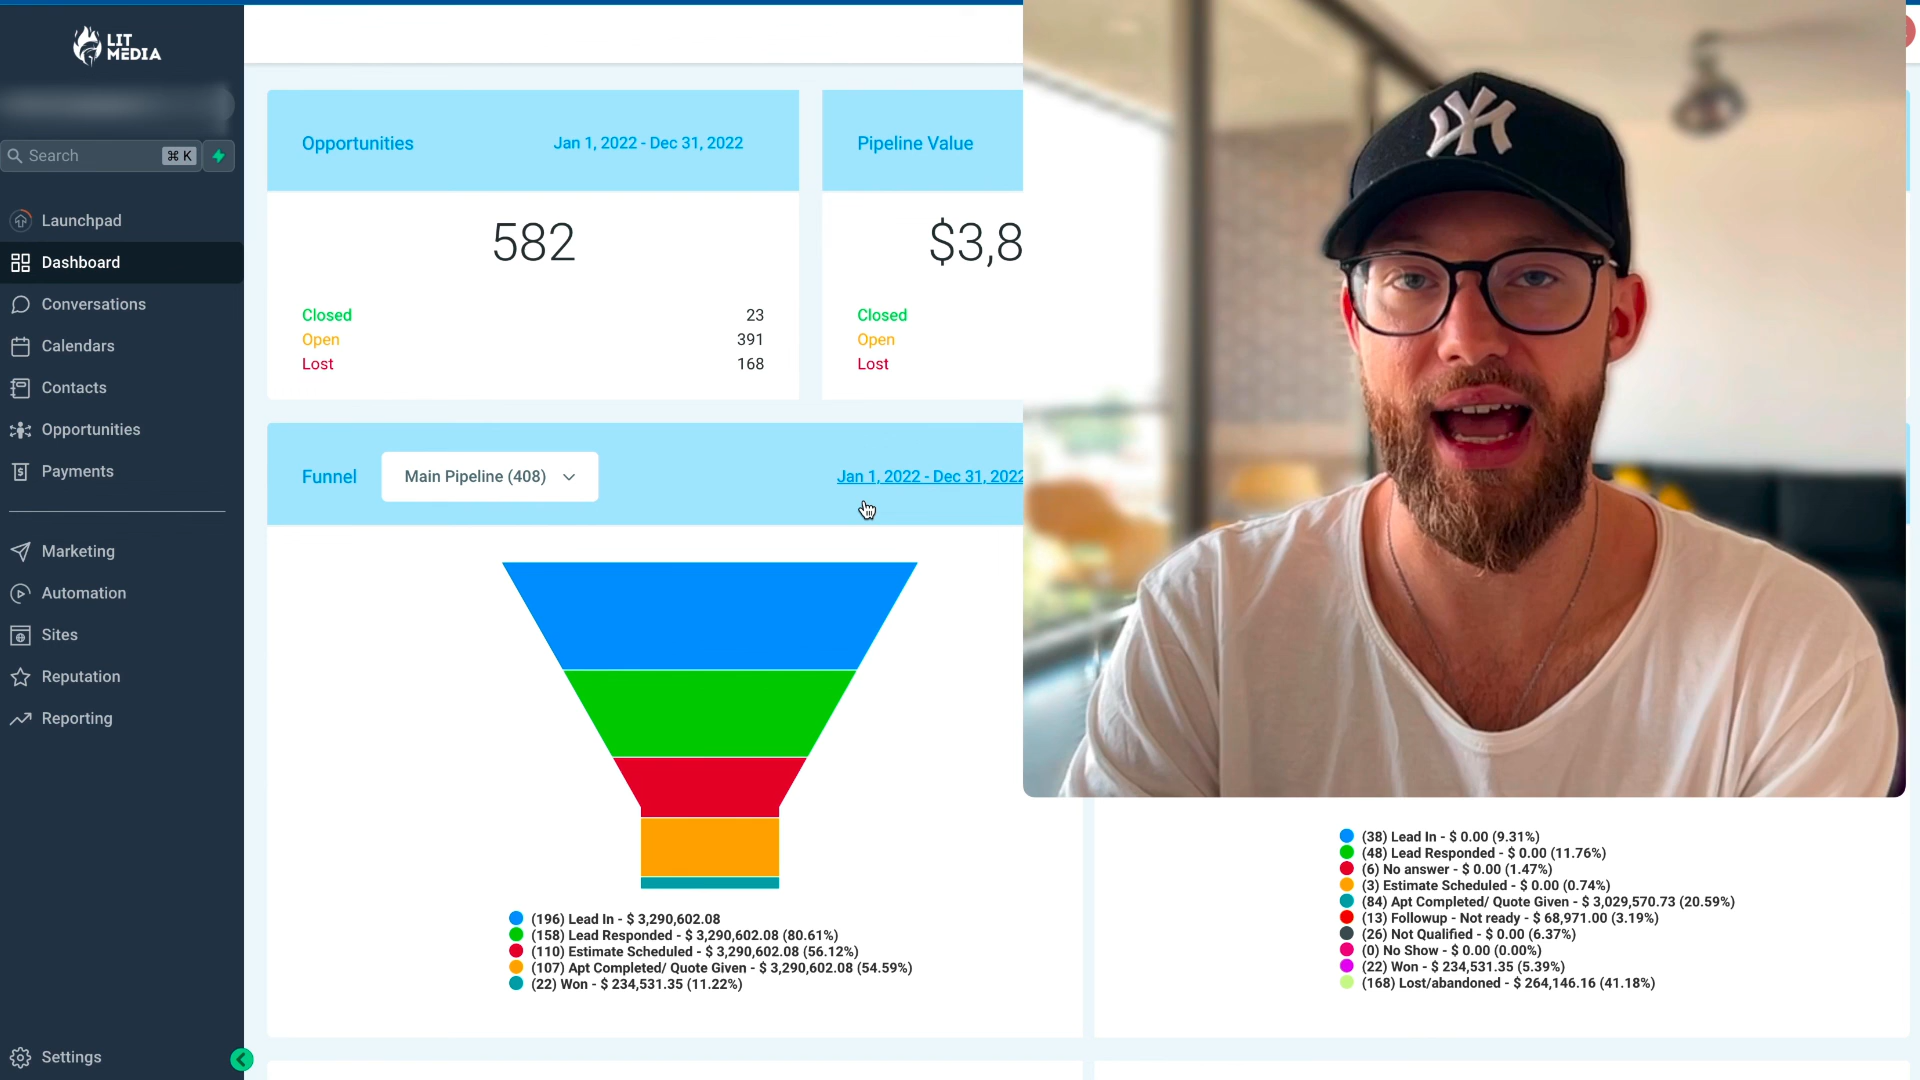 LIT
MEDIA
Search
⌘ K
Launchpad
Dashboard
Conversations
Calendars
Contacts
Opportunities
Payments
Marketing
Automation
Sites
Reputation
Reporting
Settings
Opportunities
Jan 1, 2022 - Dec 31, 2022
582
Closed 23
Open 391
Lost 168
Pipeline Value
$3,8
Closed
Open
Lost
Funnel
Main Pipeline (408)
Jan 1, 2022 - Dec 31, 2022
(196) Lead In - $ 3,290,602.08
(158) Lead Responded - $ 3,290,602.08 (80.61%)
(110) Estimate Scheduled - $ 3,290,602.08 (56.12%)
(107) Apt Completed/ Quote Given - $ 3,290,602.08 (54.59%)
(22) Won - $ 234,531.35 (11.22%)
NY
(38) Lead In - $ 0.00 (9.31%)
(48) Lead Responded - $ 0.00 (11.76%)
(6) No answer - $ 0.00 (1.47%)
(3) Estimate Scheduled - $ 0.00 (0.74%)
(84) Apt Completed/ Quote Given - $ 3,029,570.73 (20.59%)
(13) Followup - Not ready - $ 68,971.00 (3.19%)
(26) Not Qualified - $ 0.00 (6.37%)
(0) No Show - $ 0.00 (0.00%)
(22) Won - $ 234,531.35 (5.39%)
(168) Lost/abandoned - $ 264,146.16 (41.18%)